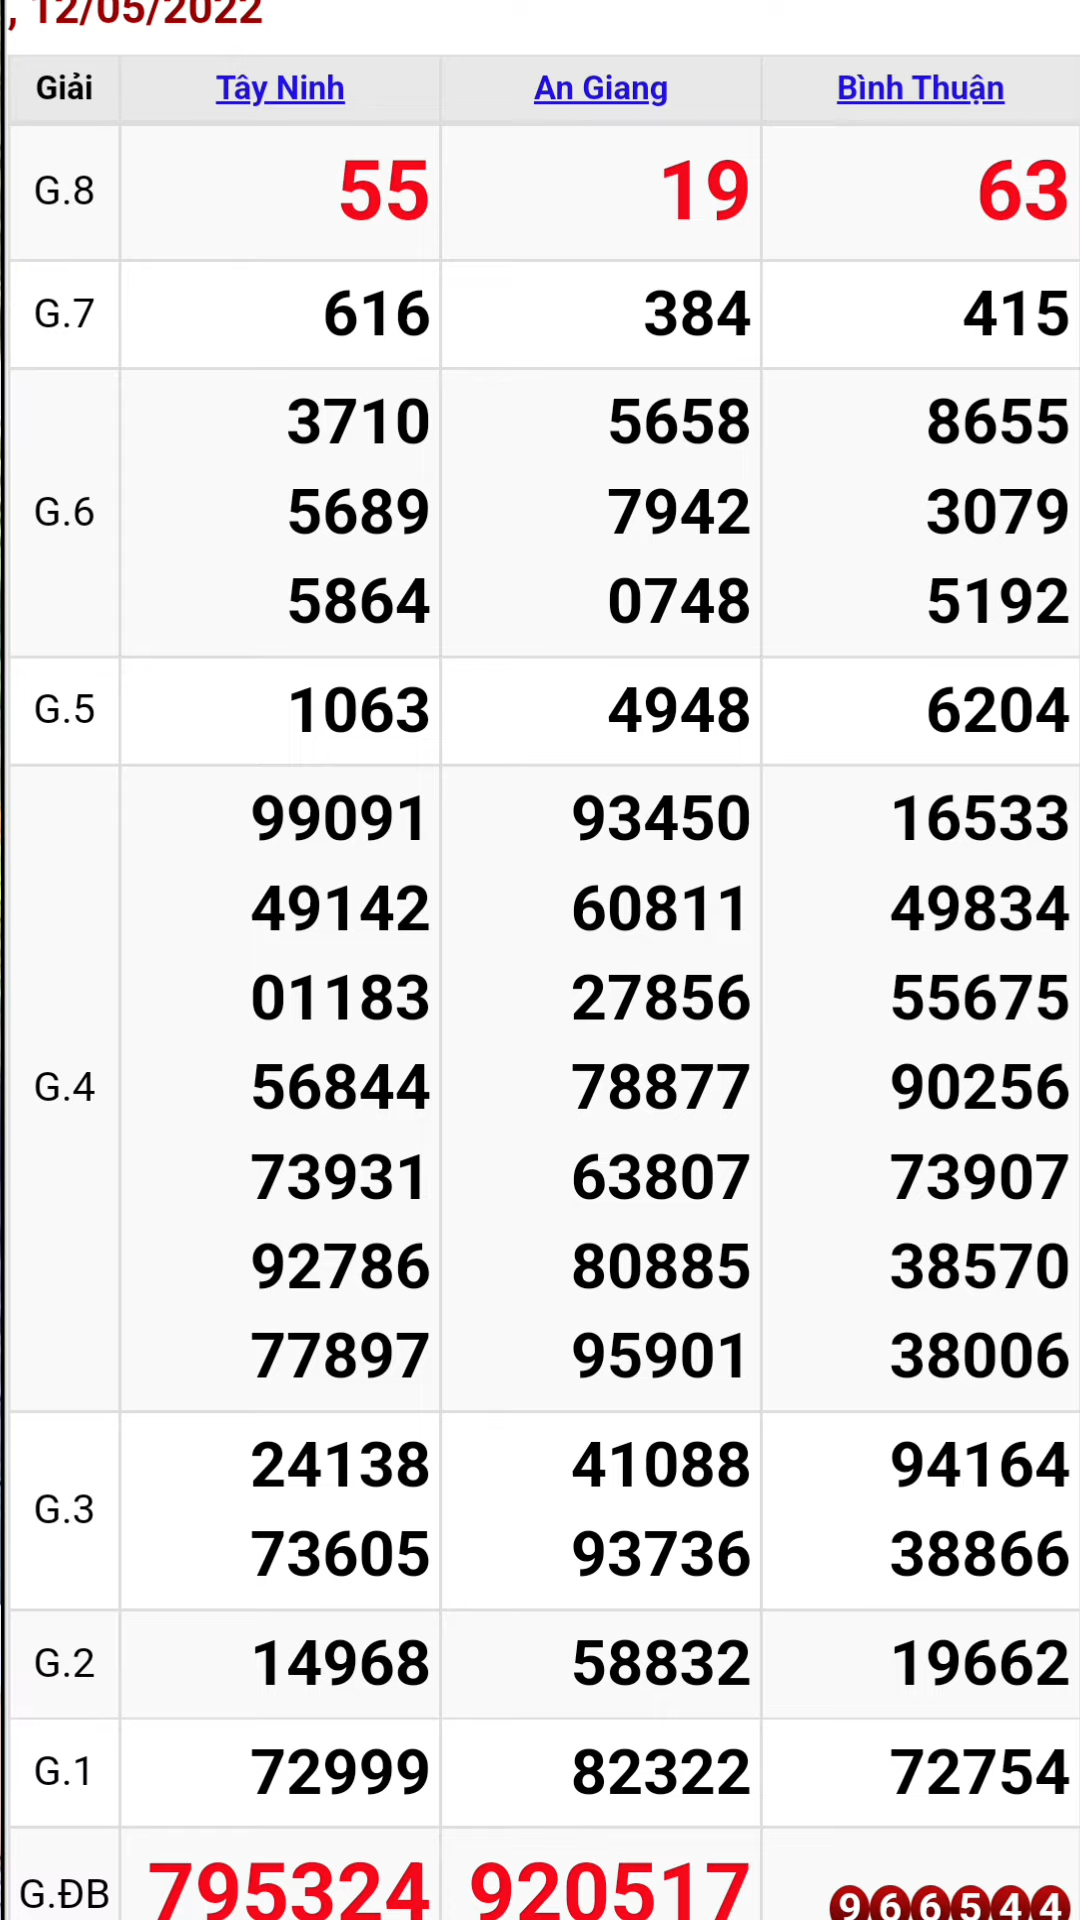 , 12/05/2022
Giải Tây Ninh An Giang Bình Thuận
G.8 55 19 63
G.7 616 384 415
3710 5658 8655
G.6 5689 7942 3079
5864 0748 5192
G.5 1063 4948 6204
99091 93450 16533
49142 60811 49834
01183 27856 55675
G.4 56844 78877 90256
73931 63807 73907
92786 80885 38570
77897 95901 38006
G.3 24138 41088 94164
73605 93736 38866
G.2 14968 58832 19662
G.1 72999 82322 72754
G.ĐB 795324 920517 966544